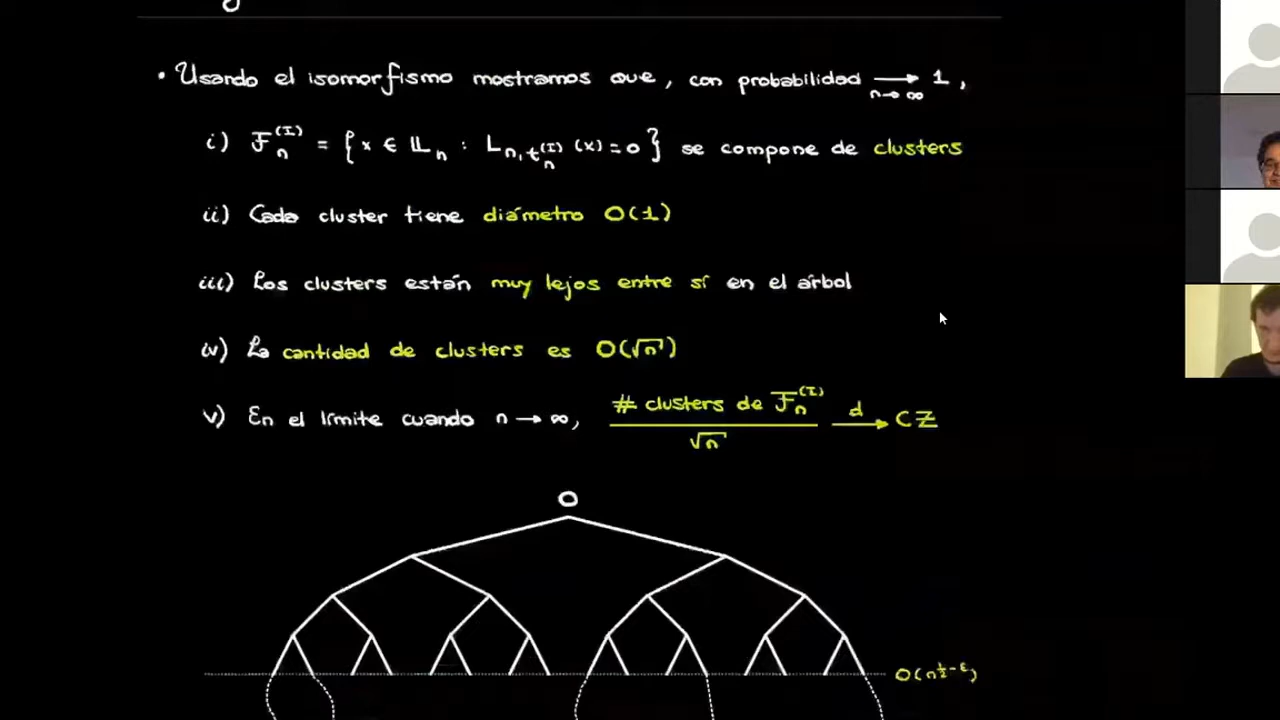 • Usando el isomorfismo mostramos que, con probabilidad ⟶ 1,
n→∞
i) F_n^(I) = {x ∈ 𝕃_n : L_{n,t_n^(I)}(x) = 0} se compone de clusters
ii) Cada cluster tiene diámetro O(1)
iii) Los clusters están muy lejos entre sí en el árbol
iv) La cantidad de clusters es O(√n)
v) En el límite cuando n → ∞, # clusters de F_n^(I) / √n →^d CZ
O
O(n^{½-ε})